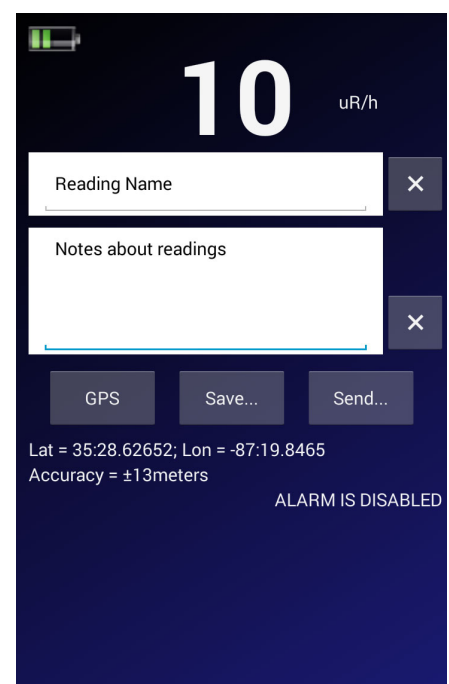 10 uR/h
Reading Name
×
Notes about readings
×
GPS Save... Send...
Lat = 35:28.62652; Lon = -87:19.8465
Accuracy = ±13meters
ALARM IS DISABLED